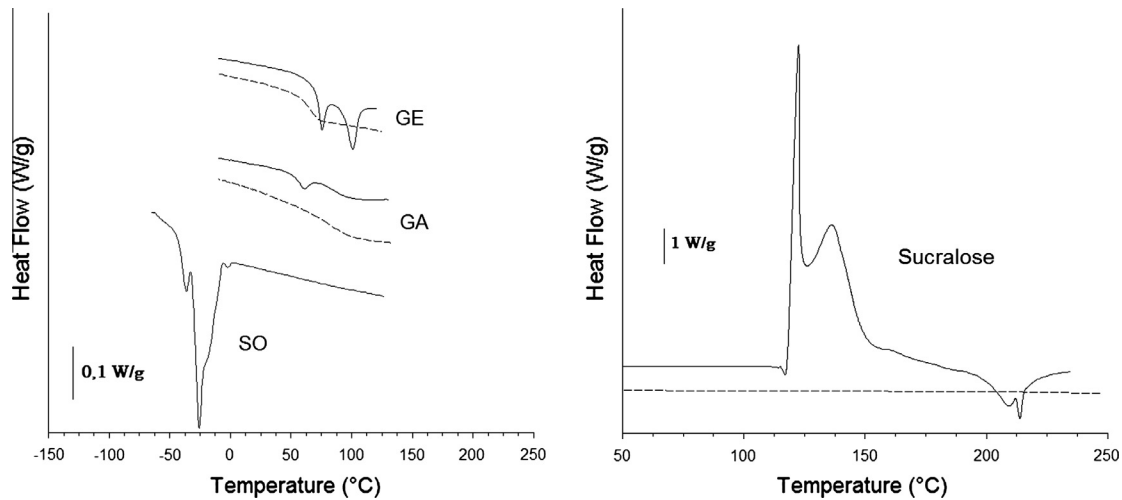 Heat Flow (W/g)
GE
GA
SO
0,1 W/g
-150 -100 -50 0 50 100 150 200 250
Temperature (°C)
Heat Flow (W/g)
1 W/g
Sucralose
50 100 150 200 250
Temperature (°C)